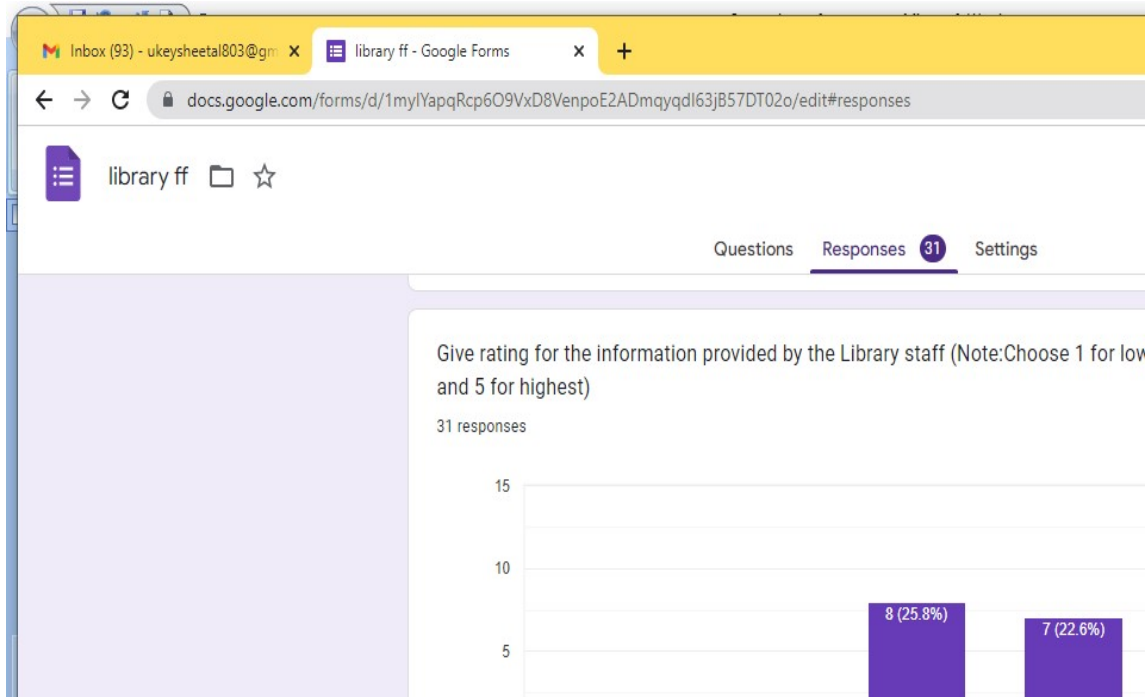 Inbox (93) - ukeysheetal803@gm
library ff - Google Forms
docs.google.com/forms/d/1mylYapqRcp6O9VxD8VenpoE2ADmqyqdl63jB57DT02o/edit#responses
library ff
Questions Responses 31 Settings
Give rating for the information provided by the Library staff (Note:Choose 1 for low
and 5 for highest)
31 responses
15
10
8 (25.8%)
7 (22.6%)
5